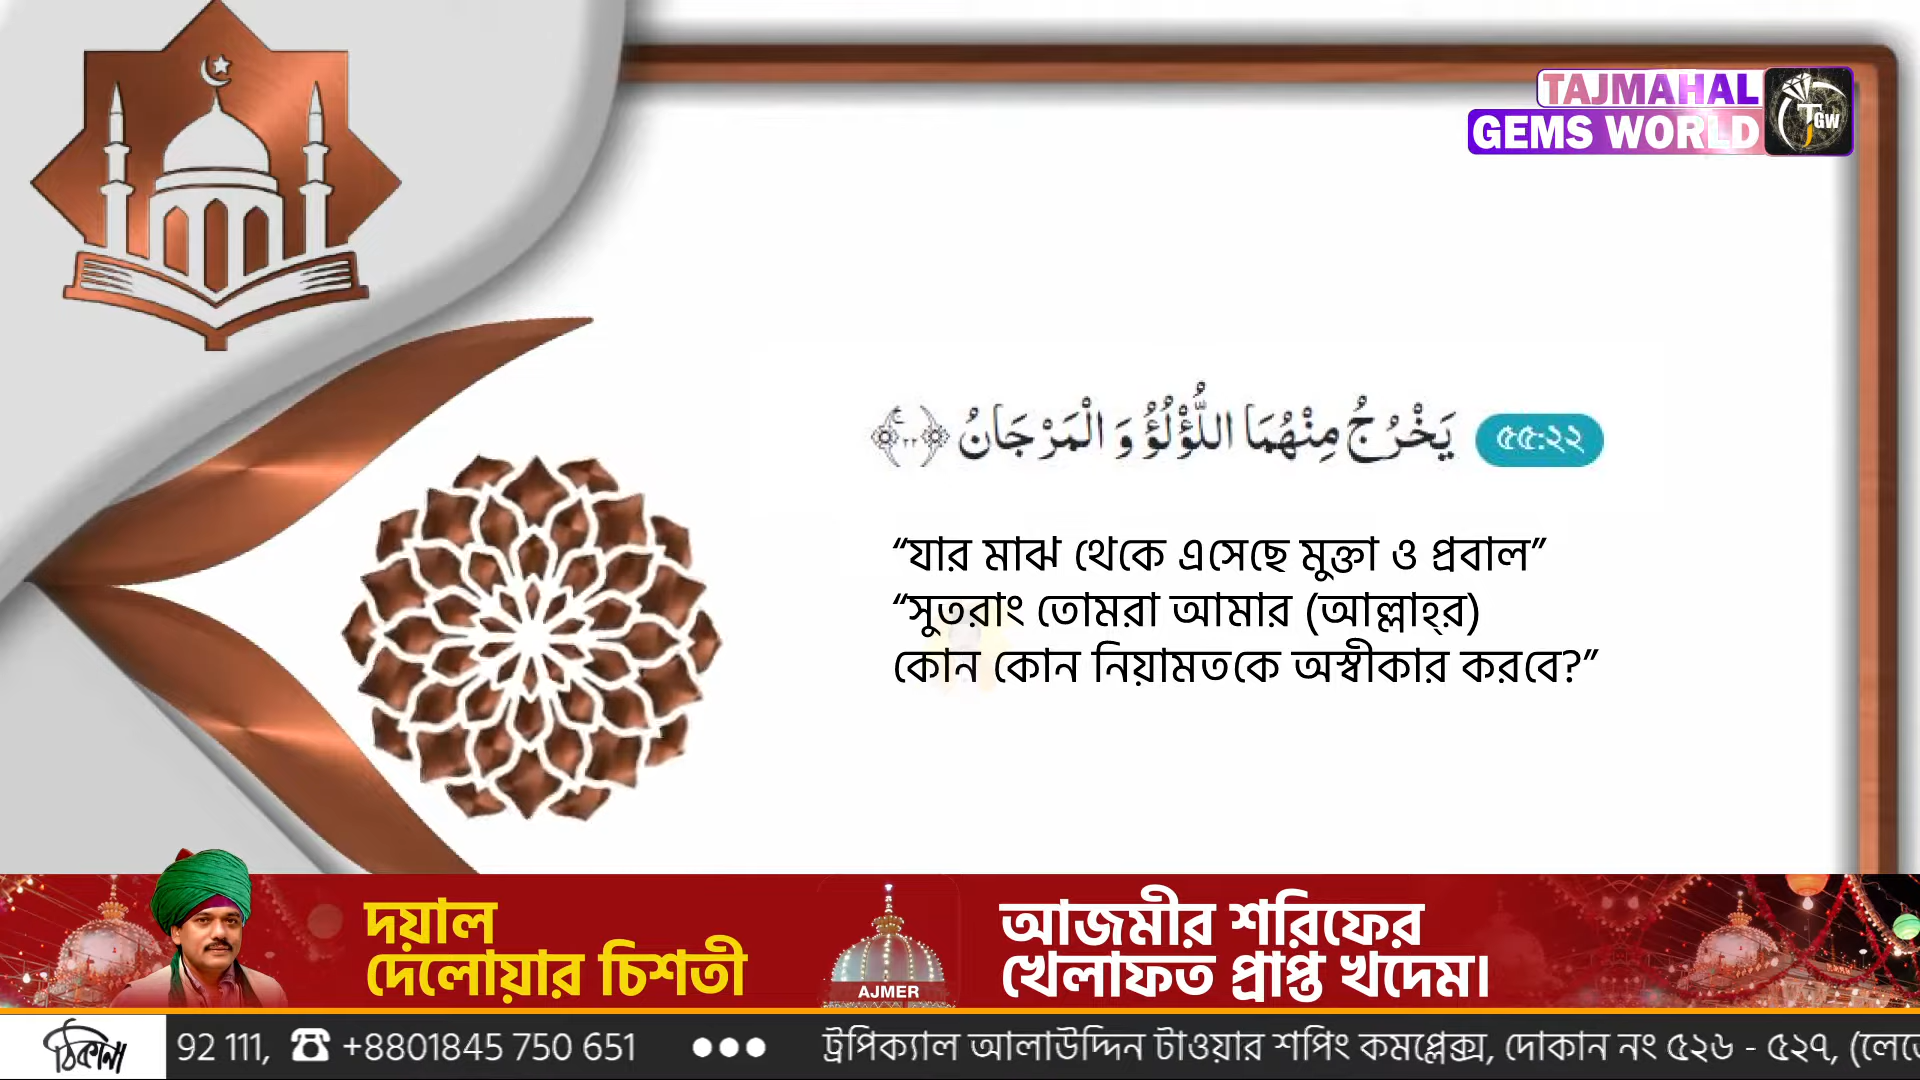 TAJMAHAL
GEMS WORLD
TGW
يَخْرُجُ مِنْهُمَا اللُّؤْلُؤُ وَ الْمَرْجَانُ ﴿۲۲﴾ۚ
৫৫:২২
“যার মাঝ থেকে এসেছে মুক্তা ও প্রবাল”
“সুতরাং তোমরা আমার (আল্লাহ্‌র)
কোন কোন নিয়ামতকে অস্বীকার করবে?”
দয়াল
দেলোয়ার চিশতী
AJMER
আজমীর শরিফের
খেলাফত প্রাপ্ত খদেম।
ঠিকানা
92 111, ☎ +8801845 750 651 ••• ট্রপিক্যাল আলাউদ্দিন টাওয়ার শপিং কমপ্লেক্স, দোকান নং ৫২৬ - ৫২৭,